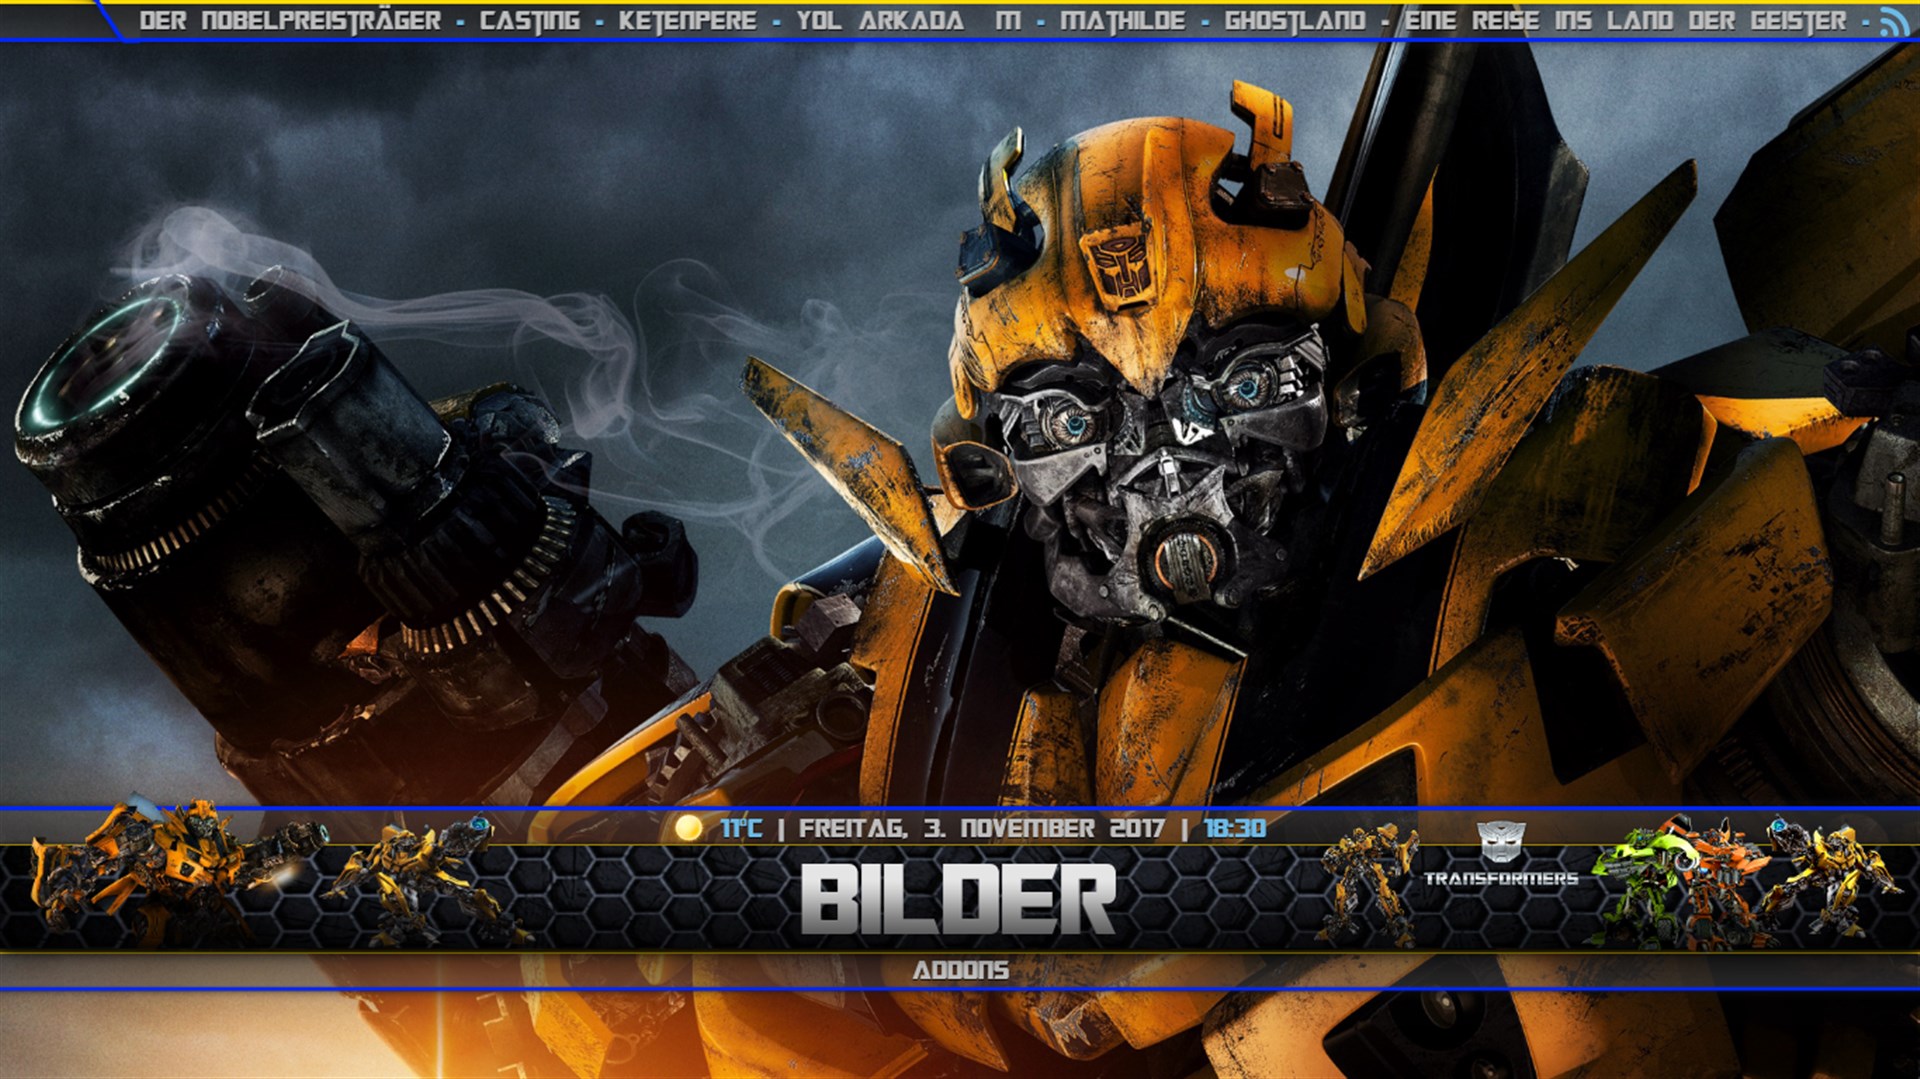 DER NOBELPREISTRÄGER - CASTING - KETENPERE - YOL ARKADA M - MATHILDE - GHOSTLAND - EINE REISE INS LAND DER GEISTER -
11°C | FREITAG, 3. NOVEMBER 2017 | 18:30
BILDER
TRANSFORMERS
ADDONS